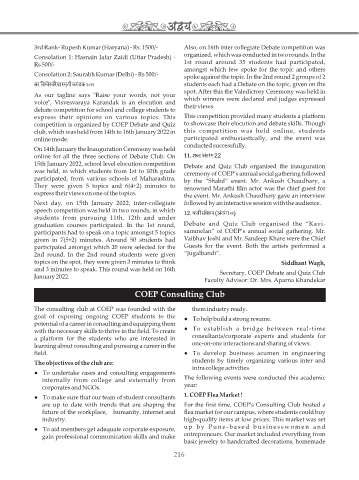 अद्वय
3rd Rank - Rupesh Kumar (Haryana) - Rs. 1500/-
Consolation 1: Hasnain Jafar Zaidi (Uttar Pradesh) -
Rs 500/-
Consolation 2: Saurabh Kumar (Delhi) - Rs 500/-
As our tagline says "Raise your words, not your
voice", Visvesvaraya Karandak is an elocution and
debate competition for school and college students to
express their opinions on various topics. This
competition is organized by COEP Debate and Quiz
club, which was held from 14th to 16th January 2022 in
online mode.
On 14th January the Inauguration Ceremony was held
online for all the three sections of Debate Club. On
15th January 2022, school level elocution competition
was held, in which students from 1st to 10th grade
participated, from various schools of Maharashtra.
They were given 5 topics and 6(4+2) minutes to
express their views on one of the topics.
Next day, on 15th January 2022, inter-collegiate
speech competition was held in two rounds, in which
students from pursuing 11th, 12th and under
graduation courses participated. In the 1st round,
participants had to speak on a topic amongst 5 topics
given in 7(5+2) minutes. Around 50 students had
participated amongst which 20 were selected for the
2nd round. In the 2nd round students were given
topics on the spot, they were given 3 minutes to think
and 3 minutes to speak. This round was held on 16th
January 2022.
Also, on 16th inter collegiate Debate competition was
organized, which was conducted in two rounds. In the
1st round around 35 students had participated,
amongst which few spoke for the topic and others
spoke against the topic. In the 2nd round 2 groups of 2
students each had a Debate on the topic, given on the
spot. After this the Valedictory Ceremony was held in
which winners were declared and judges expressed
their views.
This competition provided many students a platform
to showcase their elocution and debate skills. Though
this competition was held online, students
participated enthusiastically, and the event was
conducted successfully.
Debate and Quiz Club organised the inauguration
ceremony of COEP's annual social gathering followed
by the "Shabd" event. Mr. Ankush Chaudhary, a
renowned Marathi film actor was the chief guest for
the event. Mr. Ankush Chaudhary gave an interview
followed by an interactive session with the audience.
Debate and Quiz Club organised the "Kavi-
sammelan" of COEP's annual social gathering. Mr.
Vaibhav Joshi and Mr. Sandeep Khare were the Chief
Guests for the event. Both the artists performed a
"Jugalbandi".
Siddhant Wagh,
Secretary, COEP Debate and Quiz Club
Faculty Advisor: Dr. Mrs. Aparna Khandekar
COEP Consulting Club
The consulting club at COEP was founded with the
goal of exposing ongoing COEP students to the
potential of a career in consulting and equipping them
with the necessary skills to thrive in the field. To create
a platform for the students who are interested in
learning about consulting and pursuing a career in the
field.
The objectives of the club are:
● To undertake cases and consulting engagements
internally from college and externally from
corporates and NGOs.
● To make sure that our team of student consultants
are up to date with trends that are shaping the
future of the workplace, humanity, internet and
industry.
● To aid members get adequate corporate exposure,
gain professional communication skills and make
them industry ready.
● To help build a strong resume.
● To establish a bridge between real-time
consultants/corporate experts and students for
one-on-one interactions and sharing of views.
● To develop business acumen in engineering
students by timely organizing various inter and
intra college activities.
The following events were conducted this academic
year:
1. COEP Flea Market!
For the first time, COEP's Consulting Club hosted a
flea market for our campus, where students could buy
high-quality items at low prices. This market was set
up by Pune-based businesswomen and
entrepreneurs. Our market included everything from
basic jewelry to handcrafted decorations, homemade
216